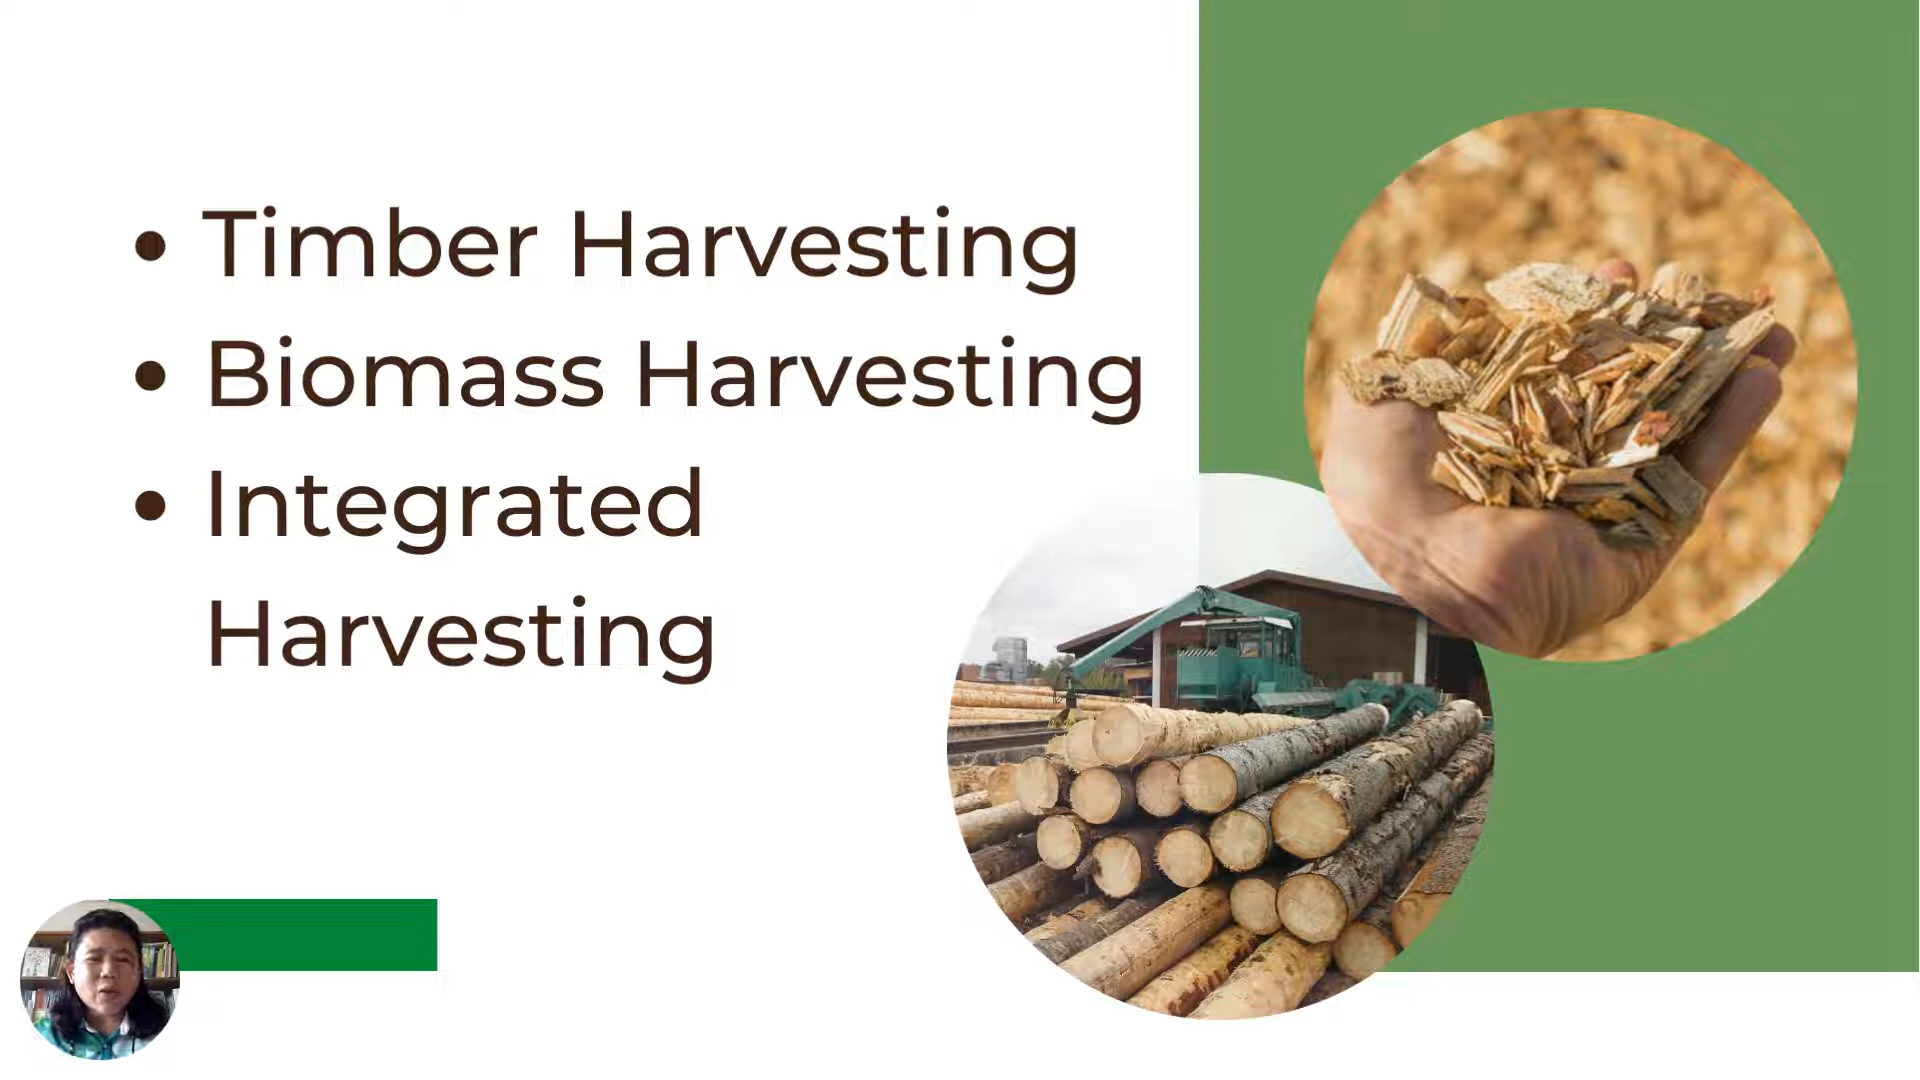 • Timber Harvesting
• Biomass Harvesting
• Integrated
Harvesting